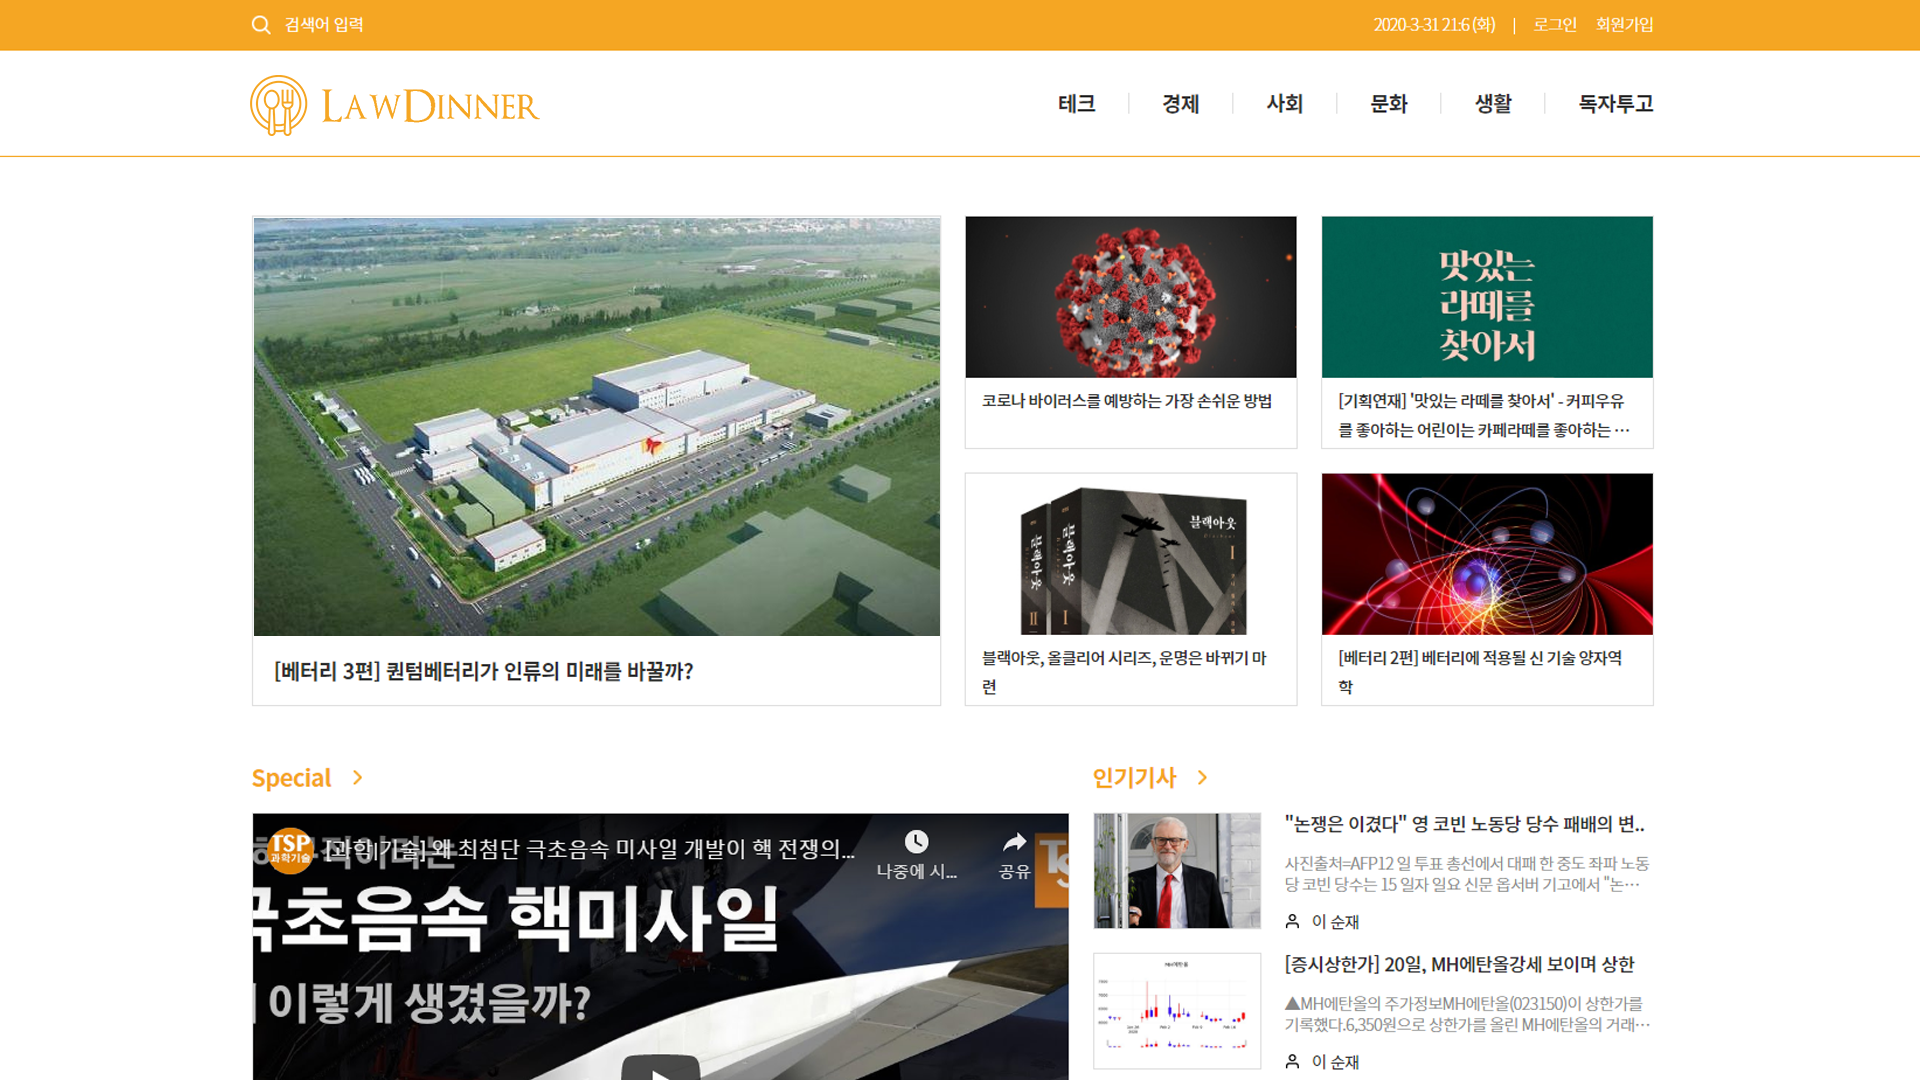 검색어 입력
2020-3-31 21:6 (화) | 로그인 회원가입
LAWDINNER
테크 경제 사회 문화 생활 독자투고
맛있는
라떼를
찾아서
코로나 바이러스를 예방하는 가장 손쉬운 방법
[기획연재] '맛있는 라떼를 찾아서' - 커피우유
를 좋아하는 어린이는 카페라떼를 좋아하는 …
블랙아웃
II
블랙아웃
I
블랙아웃
I
[베터리 3편] 퀀텀베터리가 인류의 미래를 바꿀까?
블랙아웃, 올클리어 시리즈, 운명은 바뀌기 마
련
[베터리 2편] 베터리에 적용될 신 기술 양자역
학
Special
TSP
과학기술
[과학|기술] 왜 최첨단 극초음속 미사일 개발이 핵 전쟁의...
나중에 시...
공유
극초음속 핵미사일
이렇게 생겼을까?
인기기사
"논쟁은 이겼다" 영 코빈 노동당 당수 패배의 변..
사진출처=AFP12 일 투표 총선에서 대패 한 중도 좌파 노동
당 코빈 당수는 15 일자 일요 신문 옵서버 기고에서 "논…
이 순재
[증시상한가] 20일, MH에탄올강세 보이며 상한
▲MH에탄올의 주가정보MH에탄올(023150)이 상한가를
기록했다.6,350원으로 상한가를 올린 MH에탄올의 거래…
이 순재